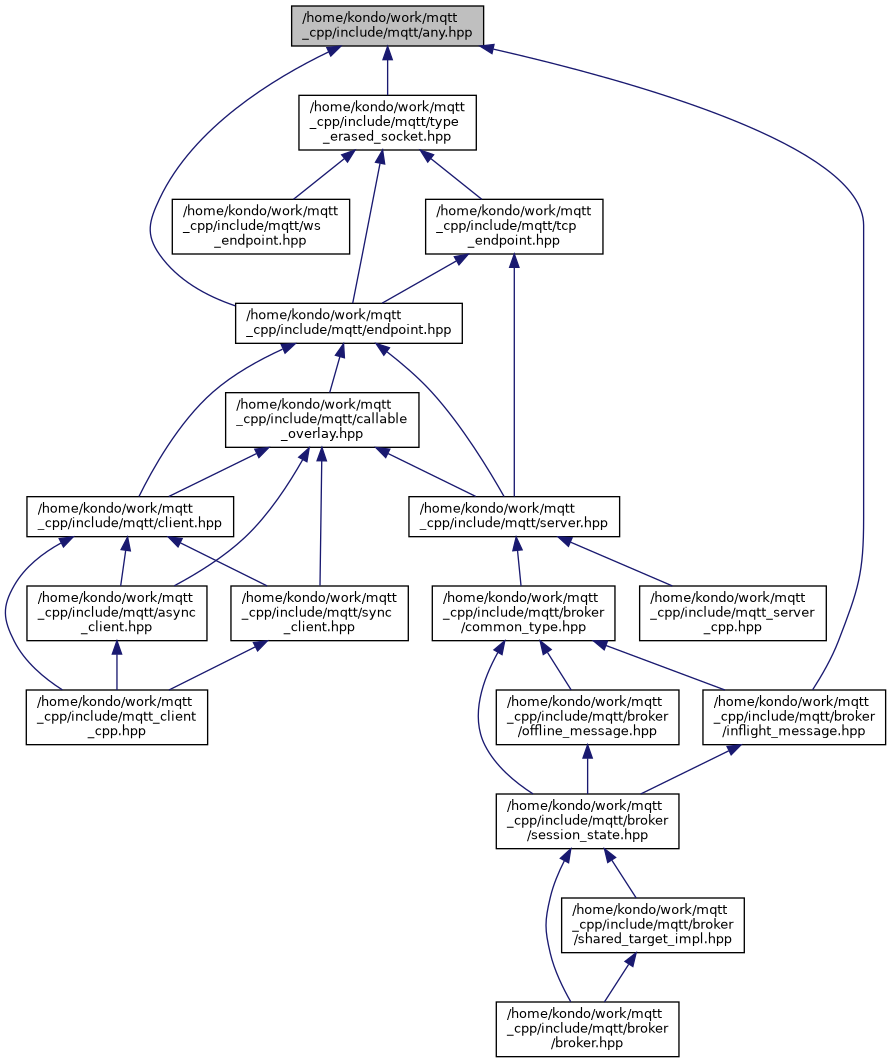 /home/kondo/work/mqtt
_cpp/include/mqtt/any.hpp
/home/kondo/work/mqtt
_cpp/include/mqtt/type
_erased_socket.hpp
/home/kondo/work/mqtt
_cpp/include/mqtt/ws
_endpoint.hpp
/home/kondo/work/mqtt
_cpp/include/mqtt/tcp
_endpoint.hpp
/home/kondo/work/mqtt
_cpp/include/mqtt/endpoint.hpp
/home/kondo/work/mqtt
_cpp/include/mqtt/callable
_overlay.hpp
/home/kondo/work/mqtt
_cpp/include/mqtt/client.hpp
/home/kondo/work/mqtt
_cpp/include/mqtt/server.hpp
/home/kondo/work/mqtt
_cpp/include/mqtt/async
_client.hpp
/home/kondo/work/mqtt
_cpp/include/mqtt/sync
_client.hpp
/home/kondo/work/mqtt
_cpp/include/mqtt/broker
/common_type.hpp
/home/kondo/work/mqtt
_cpp/include/mqtt_server
_cpp.hpp
/home/kondo/work/mqtt
_cpp/include/mqtt_client
_cpp.hpp
/home/kondo/work/mqtt
_cpp/include/mqtt/broker
/offline_message.hpp
/home/kondo/work/mqtt
_cpp/include/mqtt/broker
/inflight_message.hpp
/home/kondo/work/mqtt
_cpp/include/mqtt/broker
/session_state.hpp
/home/kondo/work/mqtt
_cpp/include/mqtt/broker
/shared_target_impl.hpp
/home/kondo/work/mqtt
_cpp/include/mqtt/broker
/broker.hpp